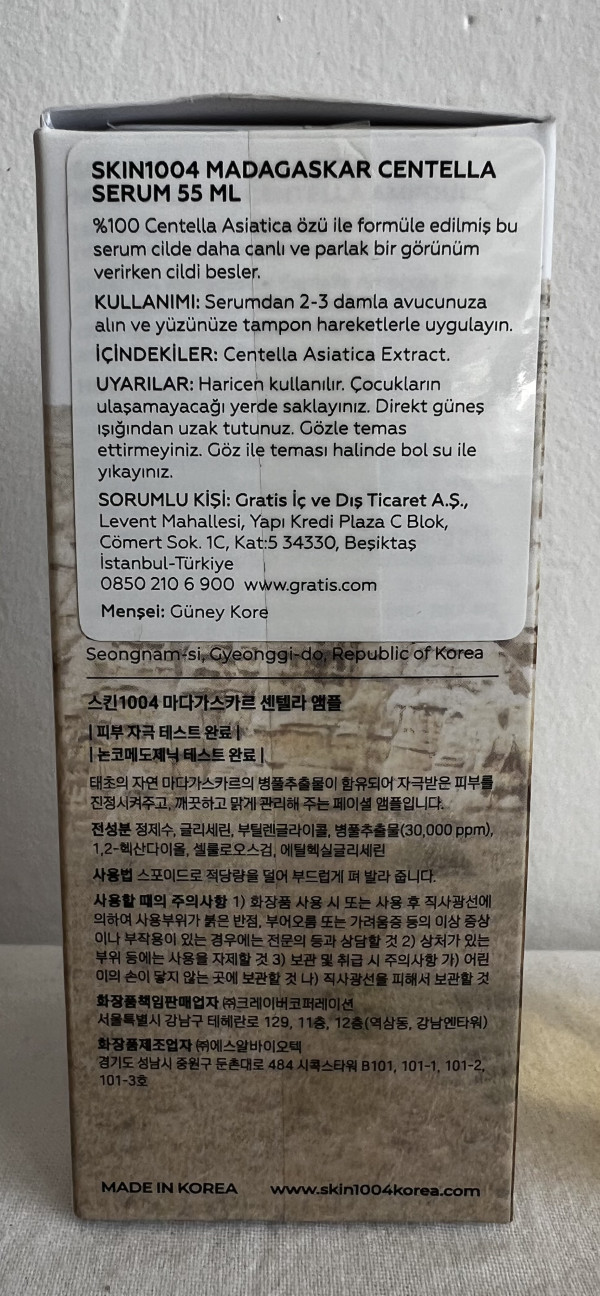 SKIN1004 MADAGASKAR CENTELLA
SERUM 55 ML
%100 Centella Asiatica özü ile formüle edilmiş bu
serum cilde daha canlı ve parlak bir görünüm
verirken cildi besler.
KULLANIMI: Serumdan 2-3 damla avucunuza
alın ve yüzünüze tampon hareketlerle uygulayın.
İÇİNDEKİLER: Centella Asiatica Extract.
UYARILAR: Haricen kullanılır. Çocukların
ulaşamayacağı yerde saklayınız. Direkt güneş
ışığından uzak tutunuz. Gözle temas
ettirmeyiniz. Göz ile teması halinde bol su ile
yıkayınız.
SORUMLU KİŞİ: Gratis İç ve Dış Ticaret A.Ş.,
Levent Mahallesi, Yapı Kredi Plaza C Blok,
Cömert Sok. 1C, Kat:5 34330, Beşiktaş
İstanbul-Türkiye
0850 210 6 900 www.gratis.com
Menşei: Güney Kore
Seongnam-si, Gyeonggi-do, Republic of Korea
스킨1004 마다가스카르 센텔라 앰플
| 피부 자극 테스트 완료 |
| 논코메도제닉 테스트 완료 |
태초의 자연 마다가스카르의 병풀추출물이 함유되어 자극받은 피부를
진정시켜주고, 깨끗하고 맑게 관리해 주는 페이셜 앰플입니다.
전성분 정제수, 글리세린, 부틸렌글라이콜, 병풀추출물(30,000 ppm),
1,2-헥산다이올, 셀룰로오스검, 에틸헥실글리세린
사용법 스포이드로 적당량을 덜어 부드럽게 펴 발라 줍니다.
사용할 때의 주의사항 1) 화장품 사용 시 또는 사용 후 직사광선에
의하여 사용부위가 붉은 반점, 부어오름 또는 가려움증 등의 이상 증상
이나 부작용이 있는 경우에는 전문의 등과 상담할 것 2) 상처가 있는
부위 등에는 사용을 자제할 것 3) 보관 및 취급 시 주의사항 가) 어린
이의 손이 닿지 않는 곳에 보관할 것 나) 직사광선을 피해서 보관할 것
화장품책임판매업자 ㈜크레이버코퍼레이션
서울특별시 강남구 테헤란로 129, 11층, 12층(역삼동, 강남엔타워)
화장품제조업자 ㈜에스알바이오텍
경기도 성남시 중원구 둔촌대로 484 시콕스타워 B101, 101-1, 101-2,
101-3호
MADE IN KOREA www.skin1004korea.com